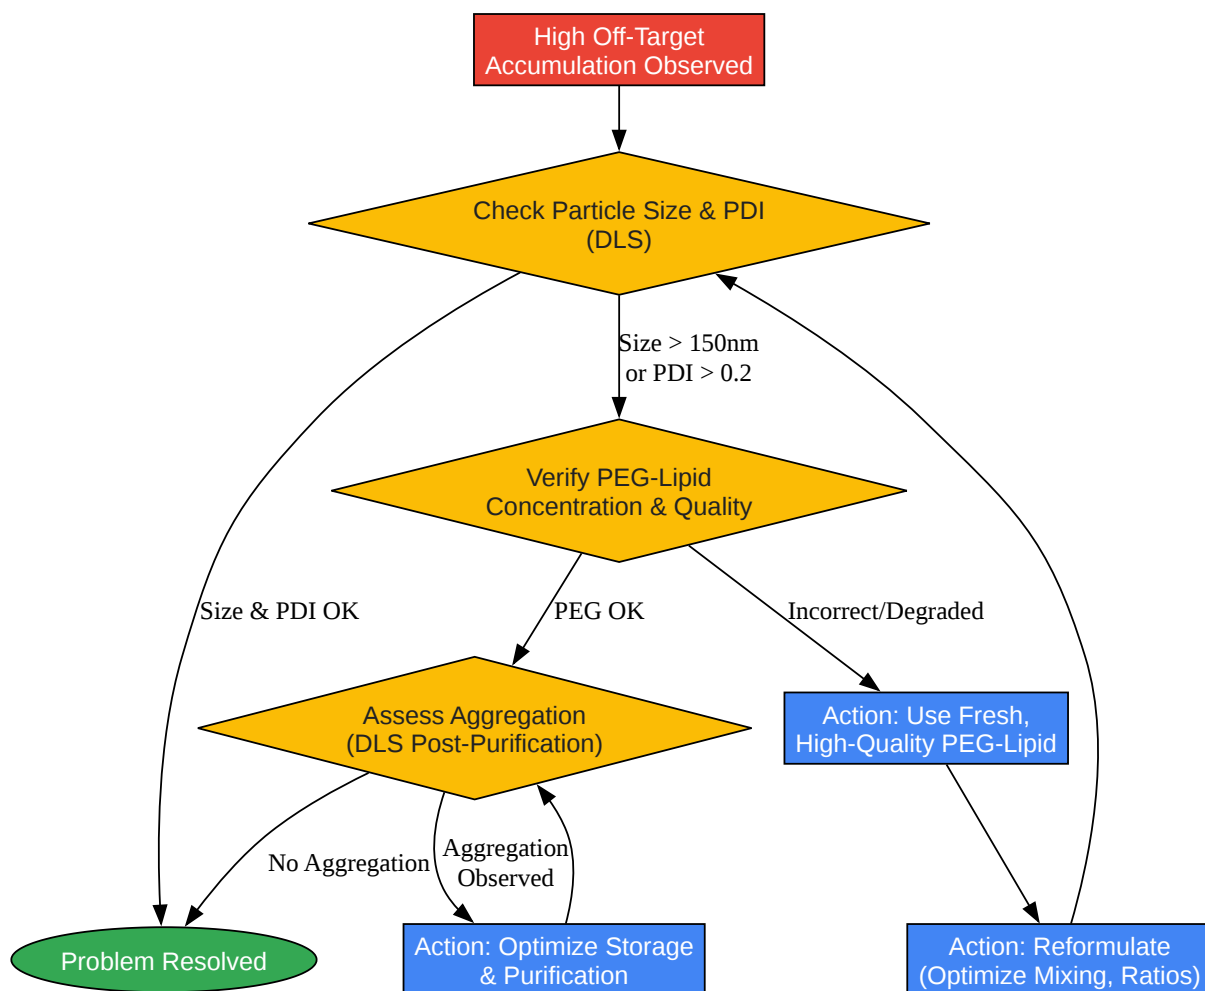 High Off-Target
Accumulation Observed
Check Particle Size & PDI
(DLS)
Size > 150nm
or PDI > 0.2
Verify PEG-Lipid
Concentration & Quality
Size & PDI OK
PEG OK
Incorrect/Degraded
Assess Aggregation
(DLS Post-Purification)
Action: Use Fresh,
High-Quality PEG-Lipid
No Aggregation
Aggregation
Observed
Problem Resolved
Action: Optimize Storage
& Purification
Action: Reformulate
(Optimize Mixing, Ratios)